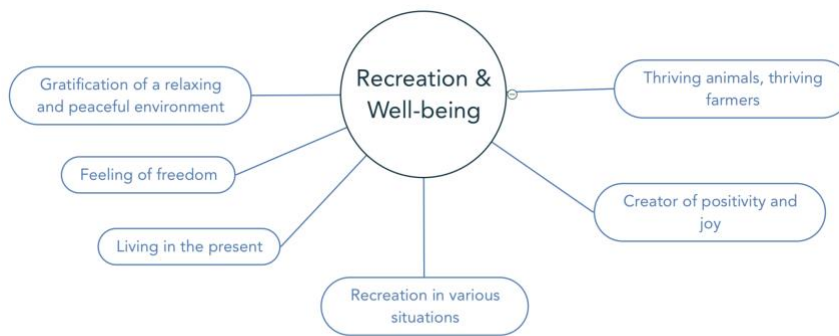 Recreation &
Well-being
Gratification of a relaxing
and peaceful environment
Feeling of freedom
Living in the present
Recreation in various
situations
Creator of positivity and
joy
Thriving animals, thriving
farmers